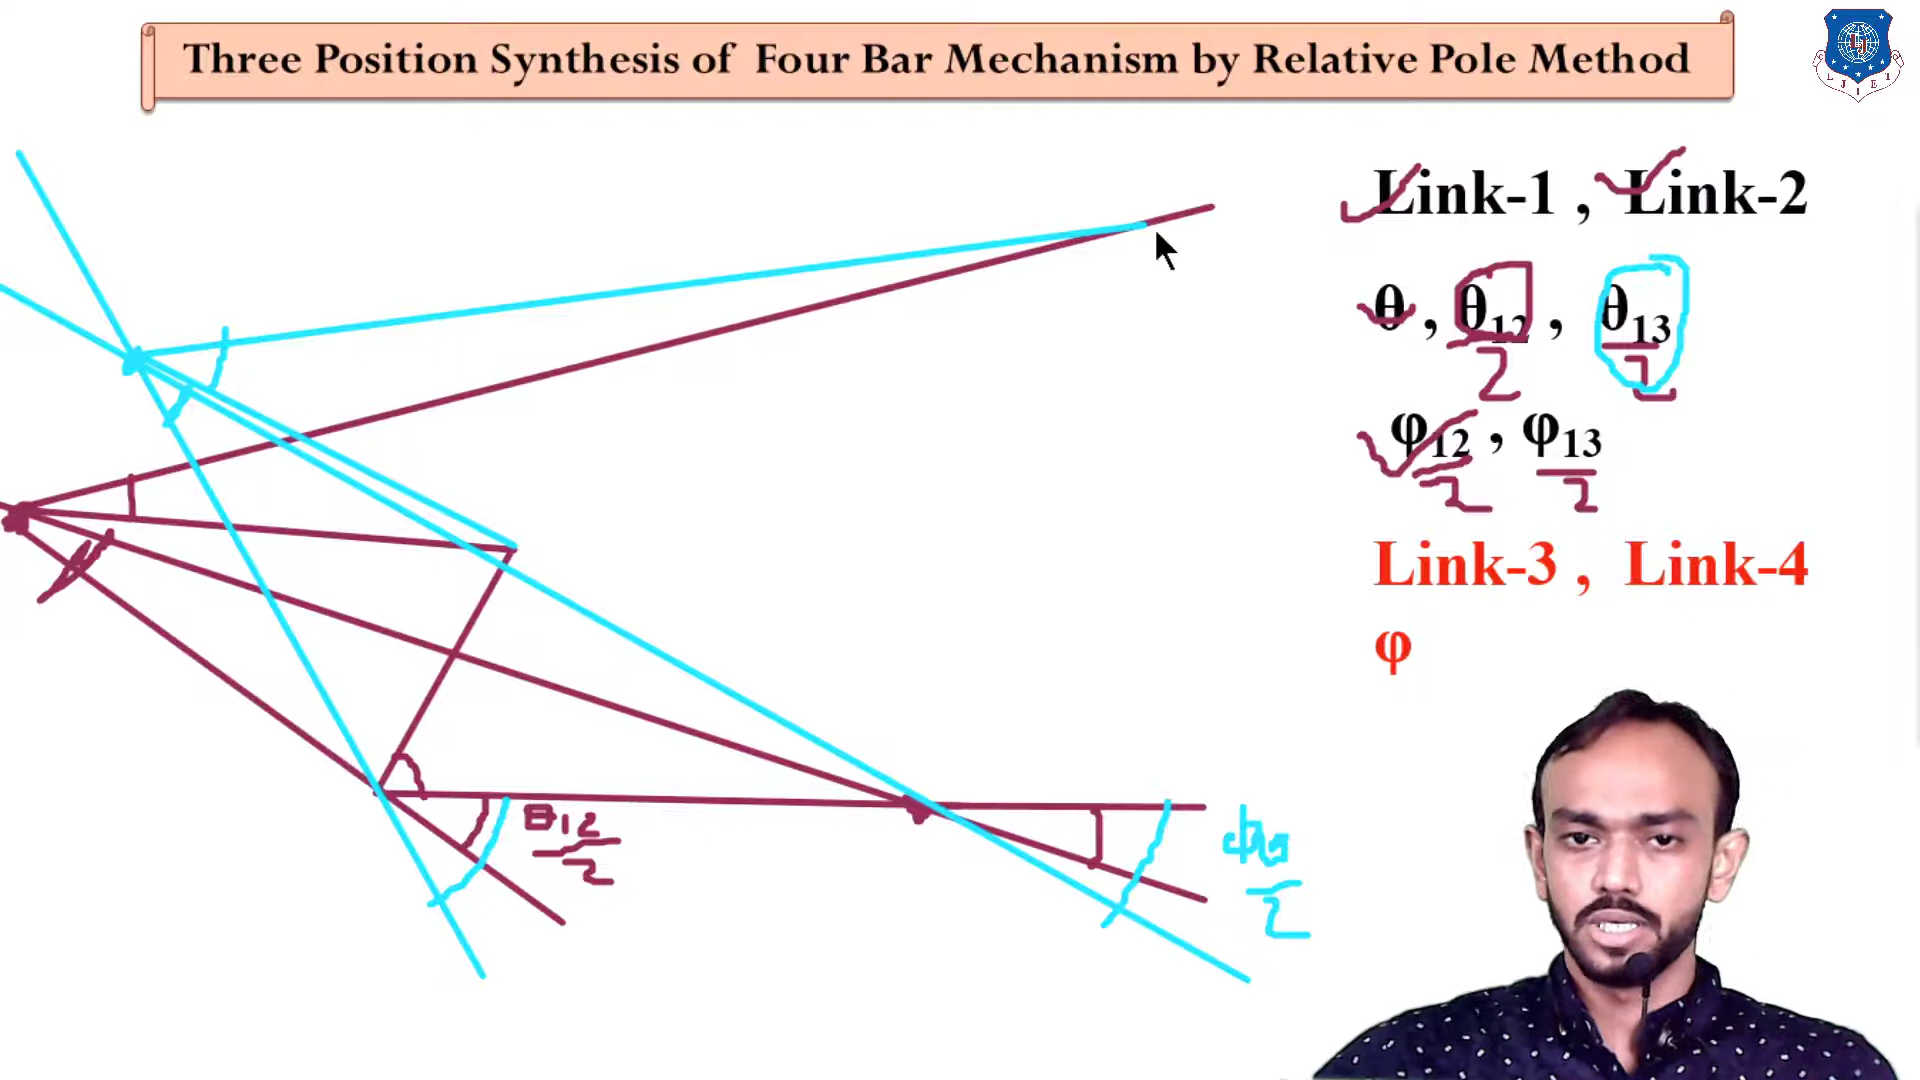 Three Position Synthesis of Four Bar Mechanism by Relative Pole Method
L J I E T
Link-1 , Link-2
θ , θ12 , θ13
2 2
φ12 , φ13
2 2
Link-3 , Link-4
φ
θ12
2
2